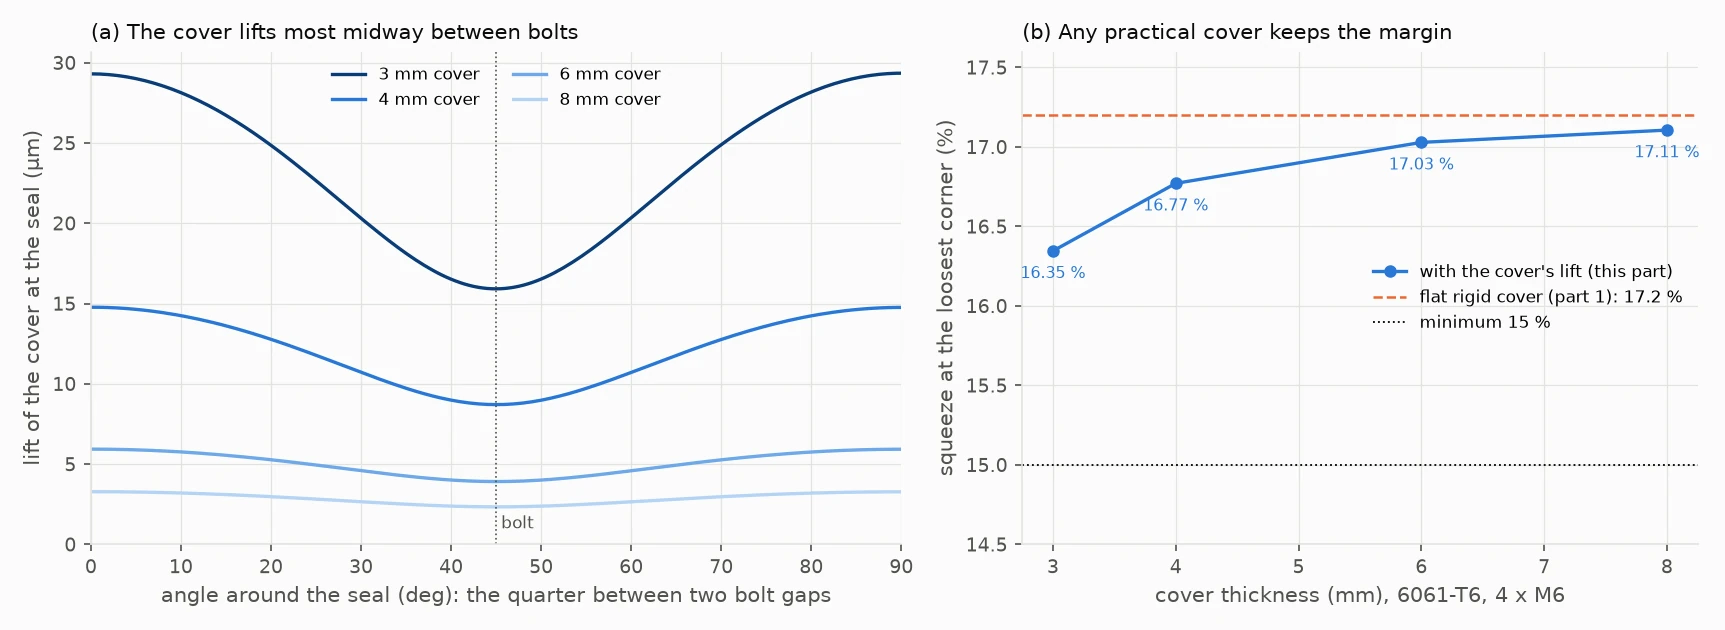 (a) The cover lifts most midway between bolts
3 mm cover
4 mm cover
6 mm cover
8 mm cover
lift of the cover at the seal (µm)
30
25
20
15
10
5
0
bolt
0 10 20 30 40 50 60 70 80 90
angle around the seal (deg): the quarter between two bolt gaps
(b) Any practical cover keeps the margin
squeeze at the loosest corner (%)
17.5
17.0
16.5
16.0
15.5
15.0
14.5
16.35 %
16.77 %
17.03 %
17.11 %
with the cover's lift (this part)
flat rigid cover (part 1): 17.2 %
minimum 15 %
3 4 5 6 7 8
cover thickness (mm), 6061-T6, 4 x M6